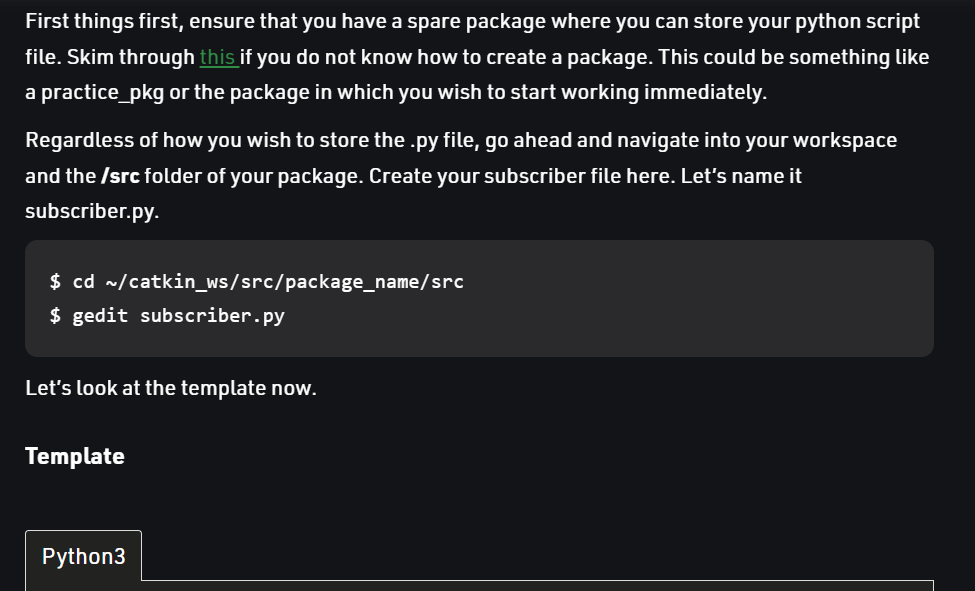 First things first, ensure that you have a spare package where you can store your python script
file. Skim through this if you do not know how to create a package. This could be something like
a practice_pkg or the package in which you wish to start working immediately.
Regardless of how you wish to store the .py file, go ahead and navigate into your workspace
and the /src folder of your package. Create your subscriber file here. Let’s name it
subscriber.py.
$ cd ~/catkin_ws/src/package_name/src
$ gedit subscriber.py
Let’s look at the template now.
Template
Python3